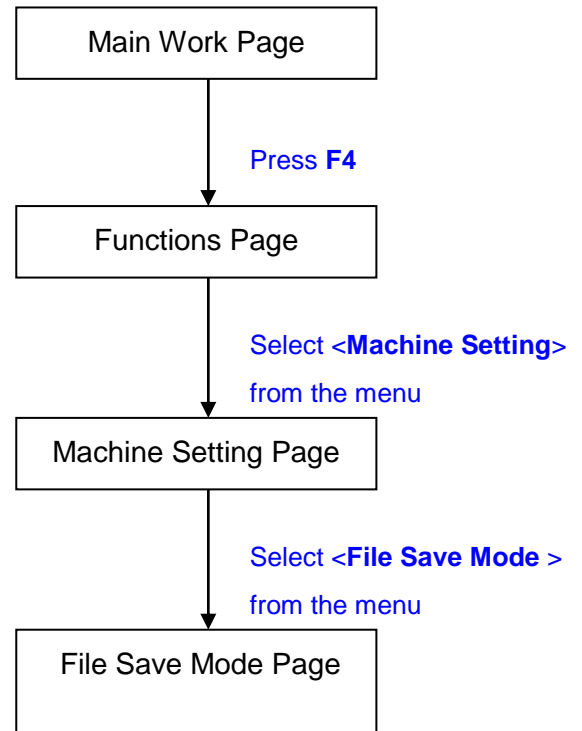 Main Work Page
Press F4
Functions Page
Select <Machine Setting>
from the menu
Machine Setting Page
Select <File Save Mode >
from the menu
File Save Mode Page